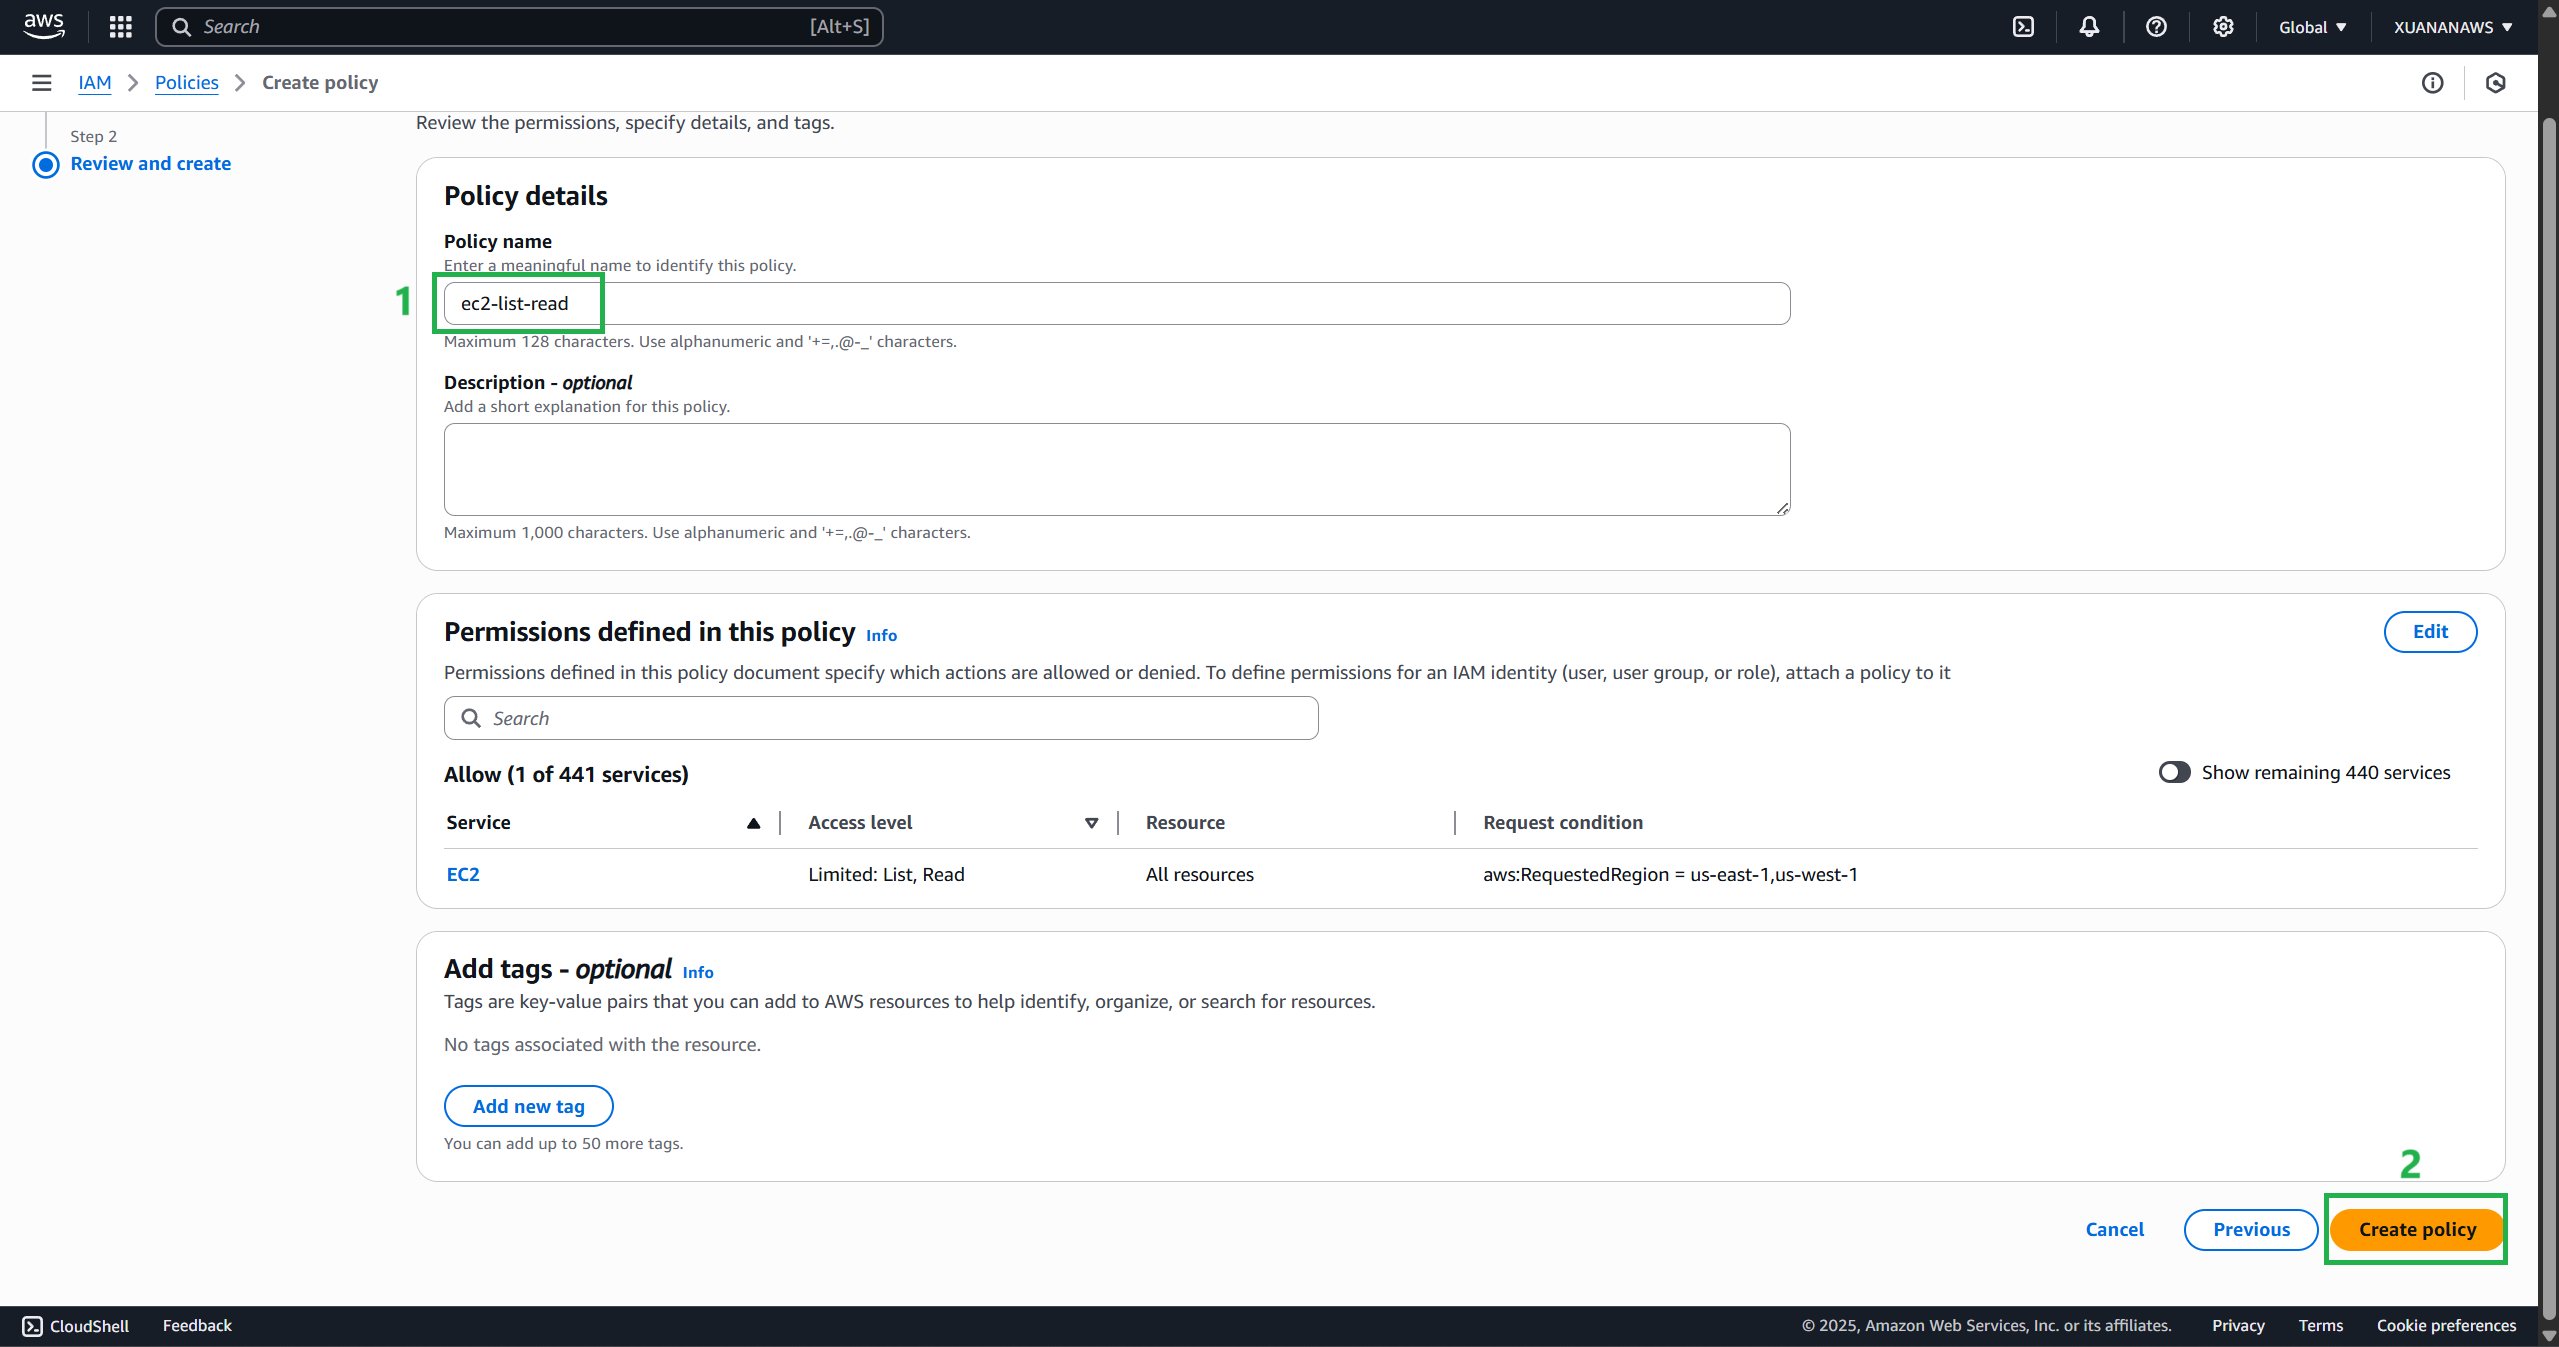 aws
Search [Alt+S]
Global
XUANANAWS
IAM
Policies
Create policy
Step 2
Review and create
Review the permissions, specify details, and tags.
Policy details
Policy name
Enter a meaningful name to identify this policy.
1
ec2-list-read
Maximum 128 characters. Use alphanumeric and '+=,.@-_' characters.
Description - optional
Add a short explanation for this policy.
Maximum 1,000 characters. Use alphanumeric and '+=,.@-_' characters.
Permissions defined in this policy Info
Edit
Permissions defined in this policy document specify which actions are allowed or denied. To define permissions for an IAM identity (user, user group, or role), attach a policy to it
Search
Allow (1 of 441 services)
Show remaining 440 services
Service Access level Resource Request condition
EC2 Limited: List, Read All resources aws:RequestedRegion = us-east-1,us-west-1
Add tags - optional Info
Tags are key-value pairs that you can add to AWS resources to help identify, organize, or search for resources.
No tags associated with the resource.
Add new tag
You can add up to 50 more tags.
2
Cancel Previous Create policy
CloudShell Feedback © 2025, Amazon Web Services, Inc. or its affiliates. Privacy Terms Cookie preferences